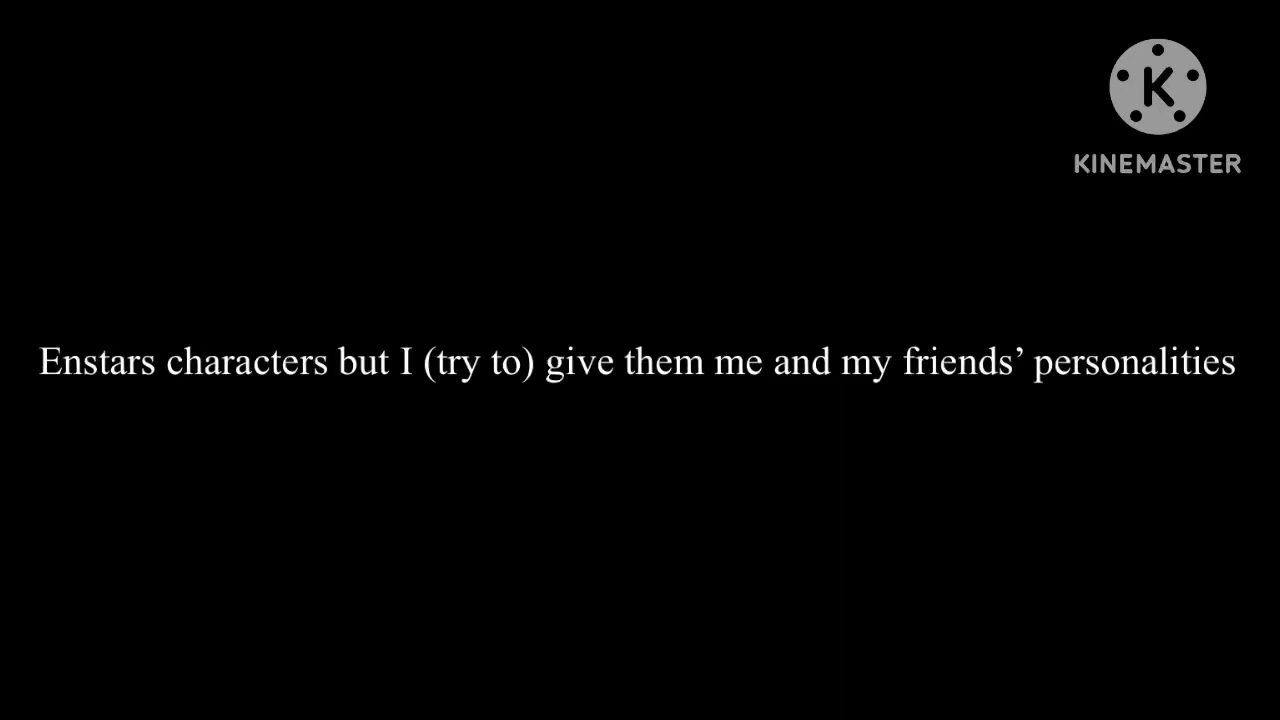 K
KINEMASTER
Enstars characters but I (try to) give them me and my friends’ personalities